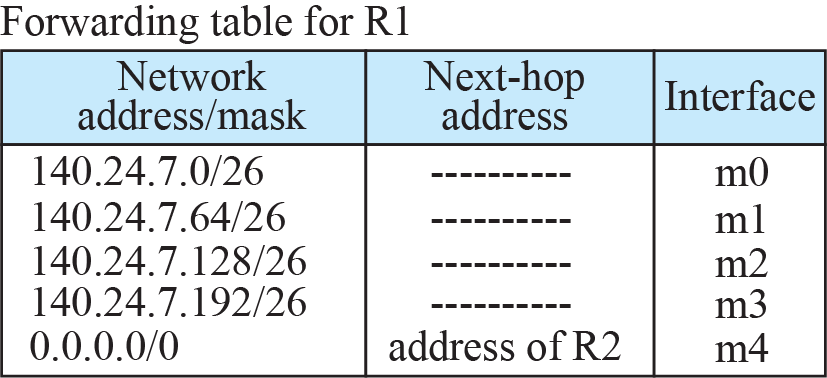 Forwarding table for R1
Network address/mask Next-hop address Interface
140.24.7.0/26 ---------- m0
140.24.7.64/26 ---------- m1
140.24.7.128/26 ---------- m2
140.24.7.192/26 ---------- m3
0.0.0.0/0 address of R2 m4